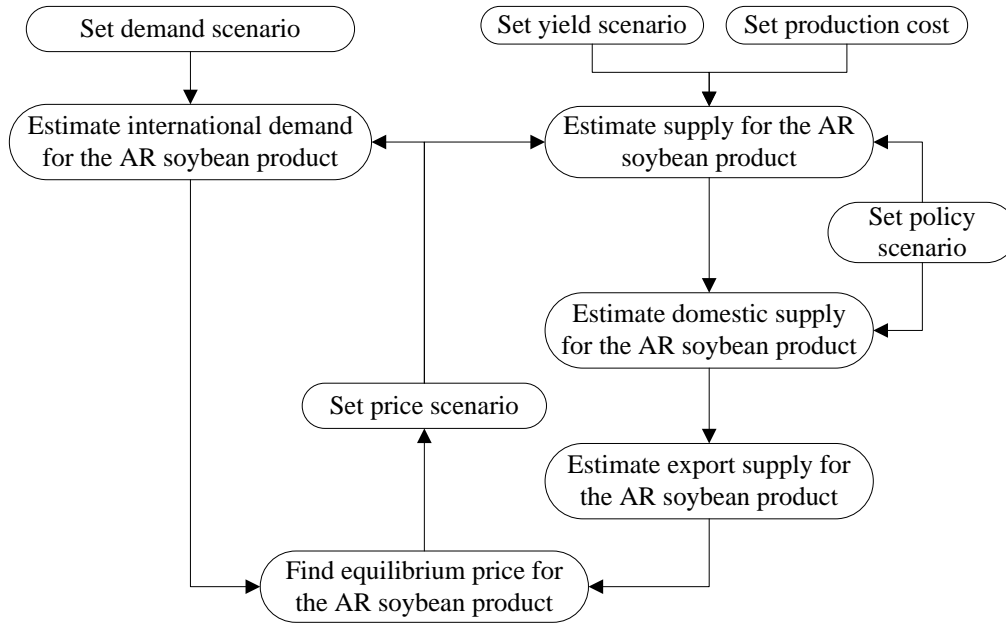 Set demand scenario
Set yield scenario
Set production cost
Estimate international demand
for the AR soybean product
Estimate supply for the AR
soybean product
Set policy
scenario
Estimate domestic supply
for the AR soybean product
Set price scenario
Estimate export supply for
the AR soybean product
Find equilibrium price for
the AR soybean product